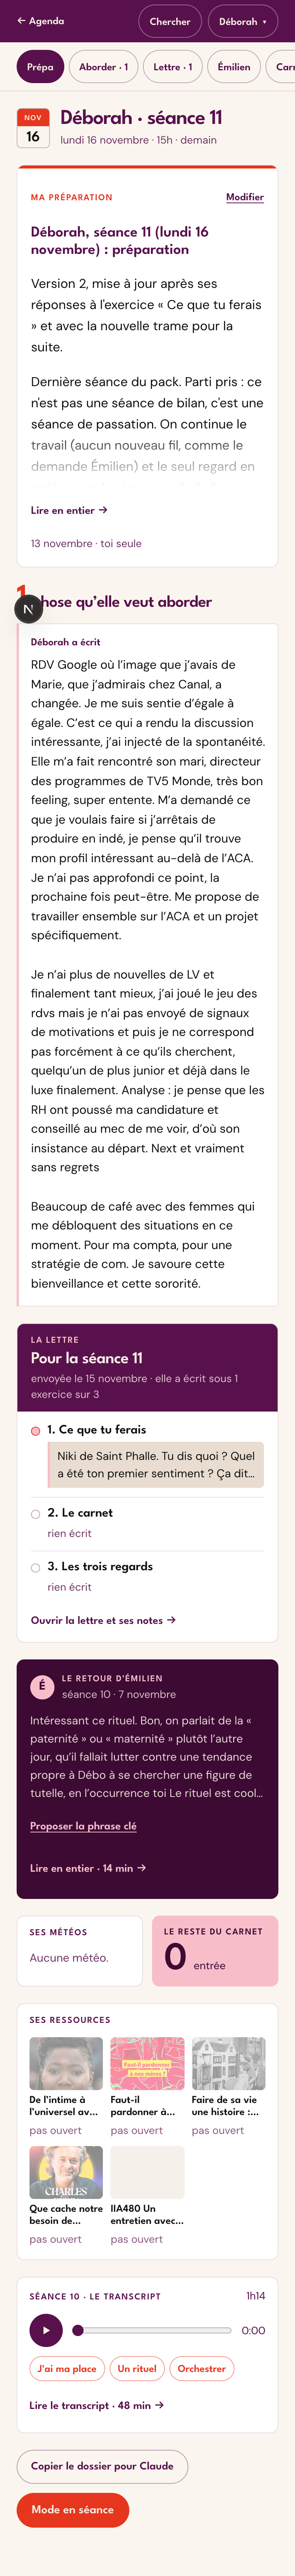 ← Agenda
Chercher
Déborah ▾
Prépa
Aborder · 1
Lettre · 1
Émilien
Carn
NOV
16
Déborah · séance 11
lundi 16 novembre · 15h · demain
MA PRÉPARATION
Modifier
Déborah, séance 11 (lundi 16
novembre) : préparation
Version 2, mise à jour après ses
réponses à l'exercice « Ce que tu ferais
» et avec la nouvelle trame pour la
suite.
Dernière séance du pack. Parti pris : ce
n'est pas une séance de bilan, c'est une
séance de passation. On continue le
travail (aucun nouveau fil, comme le
demande Émilien) et le seul regard en
Lire en entier →
13 novembre · toi seule
1
N
hose qu'elle veut aborder
Déborah a écrit
RDV Google où l'image que j'avais de
Marie, que j'admirais chez Canal, a
changée. Je me suis sentie d'égale à
égale. C'est ce qui a rendu la discussion
intéressante, j'ai injecté de la spontanéité.
Elle m'a fait rencontré son mari, directeur
des programmes de TV5 Monde, très bon
feeling, super entente. M'a demandé ce
que je voulais faire si j'arrêtais de
produire en indé, je pense qu'il trouve
mon profil intéressant au-delà de l'ACA.
Je n'ai pas approfondi ce point, la
prochaine fois peut-être. Me propose de
travailler ensemble sur l'ACA et un projet
spécifiquement.
Je n'ai plus de nouvelles de LV et
finalement tant mieux, j'ai joué le jeu des
rdvs mais je n'ai pas envoyé de signaux
de motivations et puis je ne correspond
pas forcément à ce qu'ils cherchent,
quelqu'un de plus junior et déjà dans le
luxe finalement. Analyse : je pense que les
RH ont poussé ma candidature et
conseillé au mec de me voir, d'où son
insistance au départ. Next et vraiment
sans regrets
Beaucoup de café avec des femmes qui
me débloquent des situations en ce
moment. Pour ma compta, pour une
stratégie de com. Je savoure cette
bienveillance et cette sororité.
LA LETTRE
Pour la séance 11
envoyée le 15 novembre · elle a écrit sous 1
exercice sur 3
1. Ce que tu ferais
Niki de Saint Phalle. Tu dis quoi ? Quel
a été ton premier sentiment ? Ça dit…
2. Le carnet
rien écrit
3. Les trois regards
rien écrit
Ouvrir la lettre et ses notes →
É
LE RETOUR D'ÉMILIEN
séance 10 · 7 novembre
Intéressant ce rituel. Bon, on parlait de la «
paternité » ou « maternité » plutôt l'autre
jour, qu'il fallait lutter contre une tendance
propre à Débo à se chercher une figure de
tutelle, en l'occurrence toi Le rituel est cool…
Proposer la phrase clé
Lire en entier · 14 min →
SES MÉTÉOS
Aucune météo.
LE RESTE DU CARNET
0 entrée
SES RESSOURCES
Faut-il pardonner
à nos mères ?
De l'intime à
l'universel av…
pas ouvert
Faut-il
pardonner à…
pas ouvert
Faire de sa vie
une histoire :…
pas ouvert
CHARLES
Que cache notre
besoin de…
pas ouvert
IIA480 Un
entretien avec…
pas ouvert
SÉANCE 10 · LE TRANSCRIPT
1h14
0:00
J'ai ma place
Un rituel
Orchestrer
Lire le transcript · 48 min →
Copier le dossier pour Claude
Mode en séance